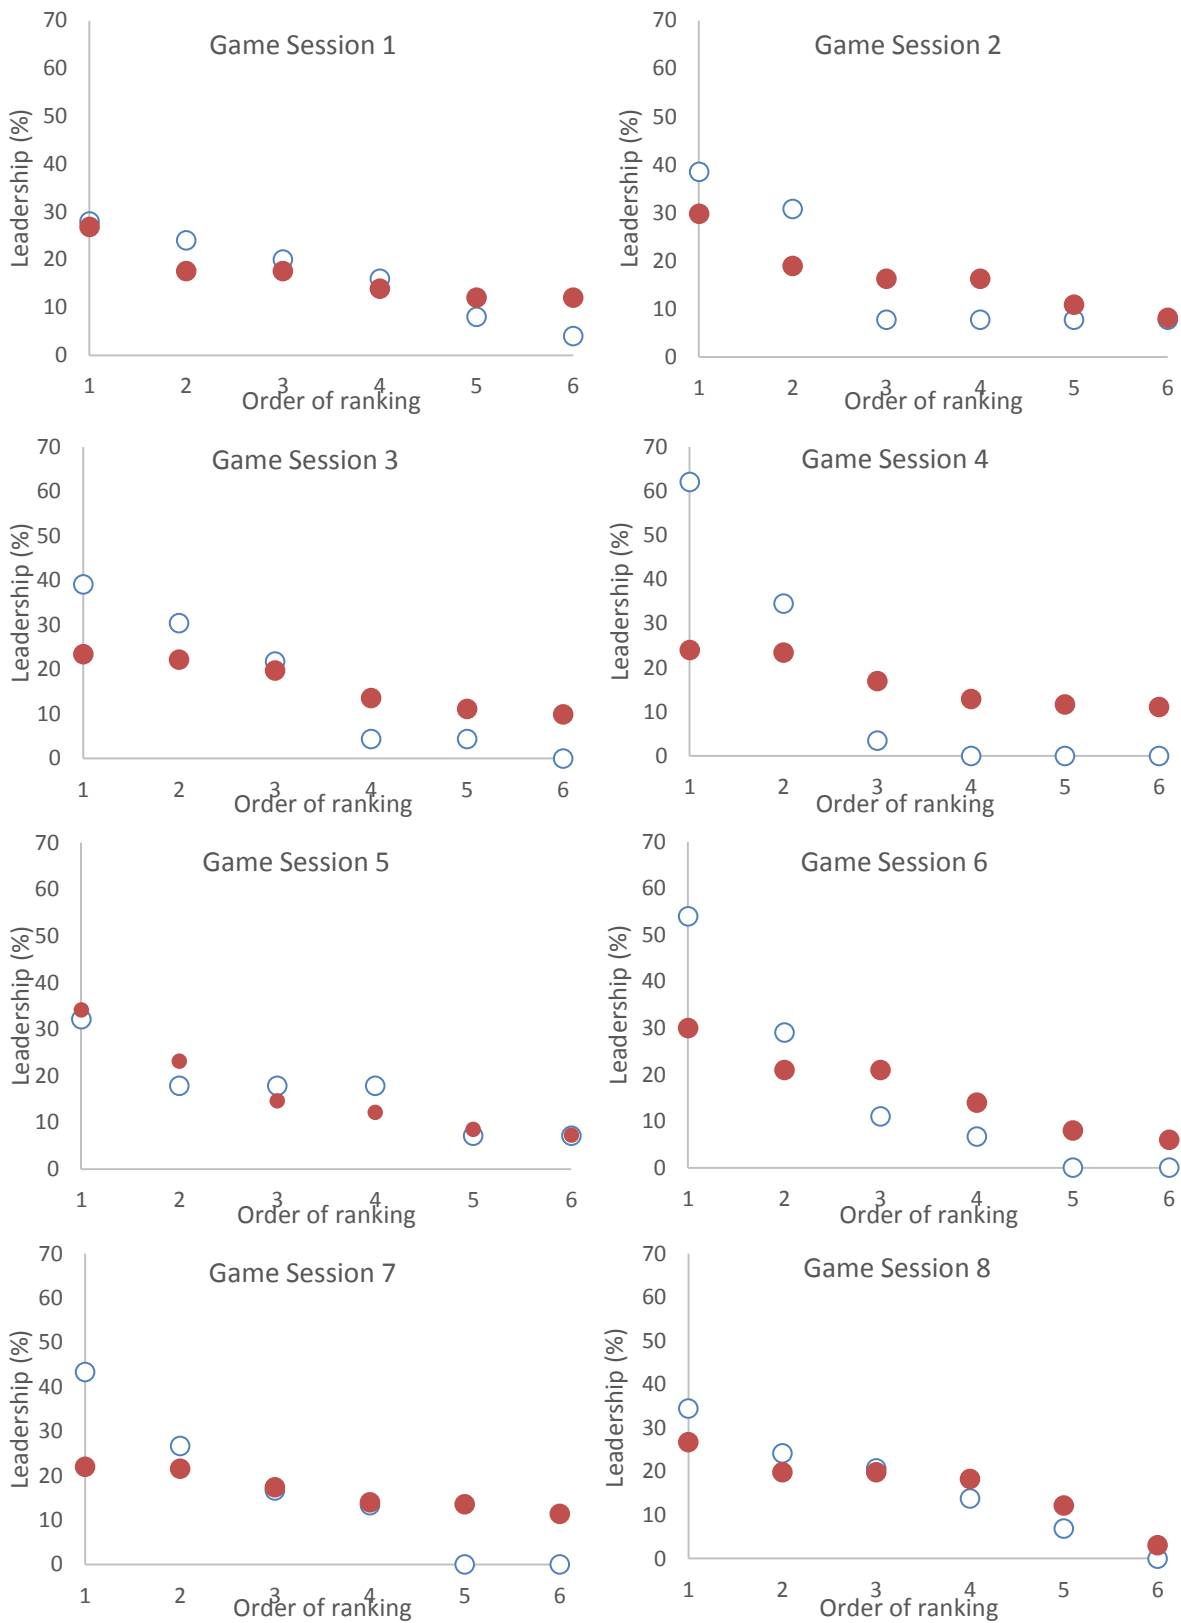 Game Session 1
Leadership (%)
70
60
50
40
30
20
10
0
1 2 3 4 5 6
Order of ranking
Game Session 2
Leadership (%)
70
60
50
40
30
20
10
0
1 2 3 4 5 6
Order of ranking
Game Session 3
Leadership (%)
70
60
50
40
30
20
10
0
1 2 3 4 5 6
Order of ranking
Game Session 4
Leadership (%)
70
60
50
40
30
20
10
0
1 2 3 4 5 6
Order of ranking
Game Session 5
Leadership (%)
70
60
50
40
30
20
10
0
1 2 3 4 5 6
Order of ranking
Game Session 6
Leadership (%)
70
60
50
40
30
20
10
0
1 2 3 4 5 6
Order of ranking
Game Session 7
Leadership (%)
70
60
50
40
30
20
10
0
1 2 3 4 5 6
Order of ranking
Game Session 8
Leadership (%)
70
60
50
40
30
20
10
0
1 2 3 4 5 6
Order of ranking